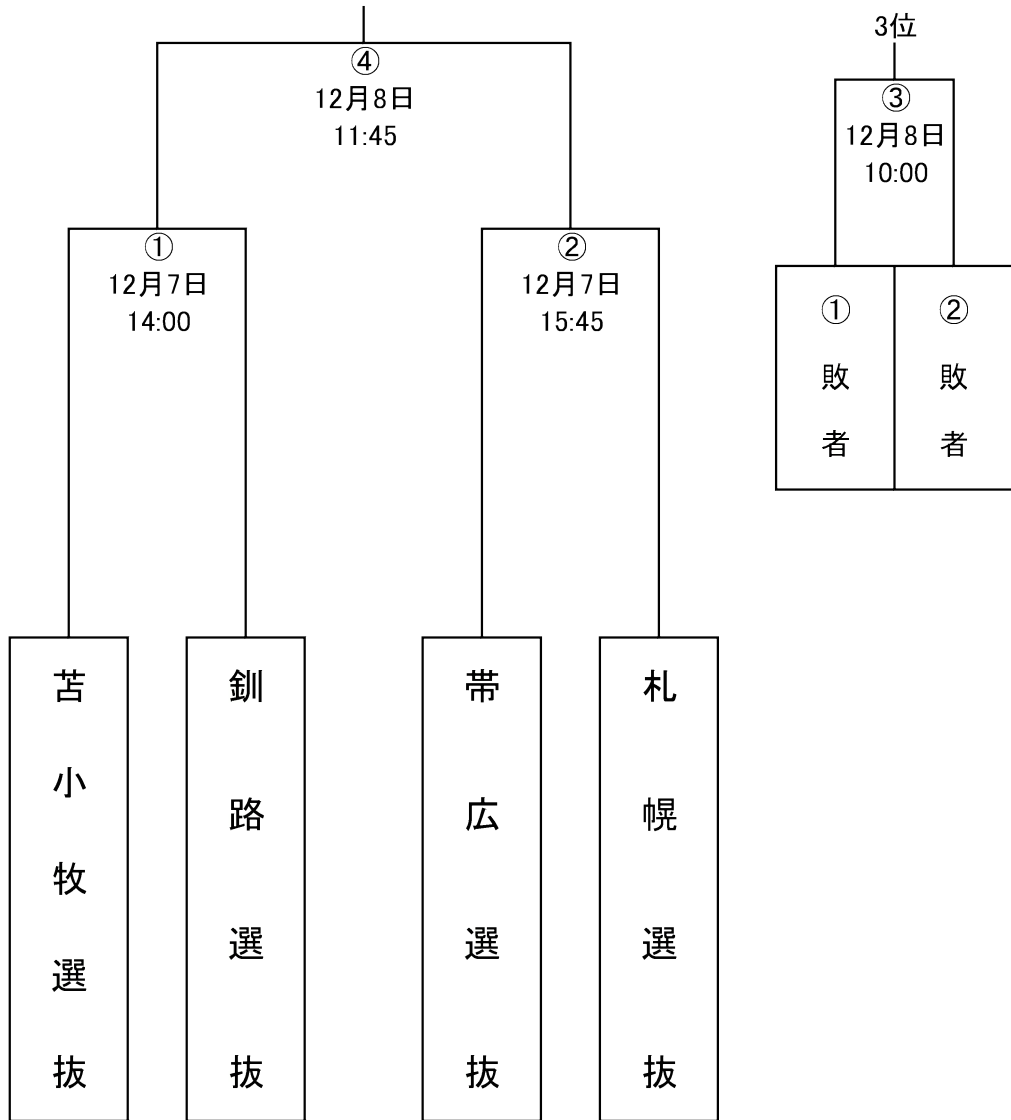 ④
12月8日
11:45
3位
③
12月8日
10:00
①
12月7日
14:00
②
12月7日
15:45
①敗者
②敗者
苫小牧選抜
釧路選抜
帯広選抜
札幌選抜